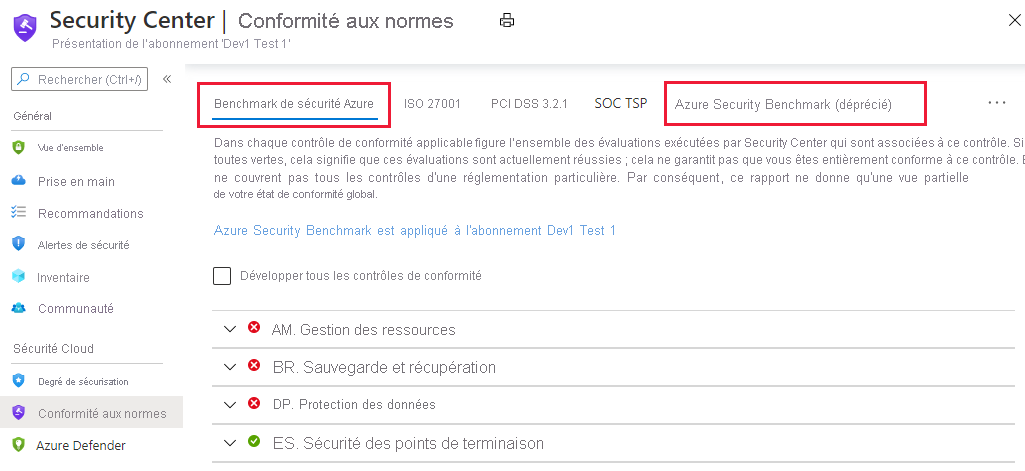 Security Center | Conformité aux normes
Présentation de l'abonnement 'Dev1 Test 1'
Rechercher (Ctrl+/)
«
Général
Vue d'ensemble
Prise en main
Recommandations
Alertes de sécurité
Inventaire
Communauté
Sécurité Cloud
Degré de sécurisation
Conformité aux normes
Azure Defender
Benchmark de sécurité Azure
ISO 27001
PCI DSS 3.2.1
SOC TSP
Azure Security Benchmark (déprécié)
...
Dans chaque contrôle de conformité applicable figure l'ensemble des évaluations exécutées par Security Center qui sont associées à ce contrôle. Si
toutes vertes, cela signifie que ces évaluations sont actuellement réussies ; cela ne garantit pas que vous êtes entièrement conforme à ce contrôle.
ne couvrent pas tous les contrôles d'une réglementation particulière. Par conséquent, ce rapport ne donne qu'une vue partielle
de votre état de conformité global.
Azure Security Benchmark est appliqué à l'abonnement Dev1 Test 1
Développer tous les contrôles de conformité
AM. Gestion des ressources
BR. Sauvegarde et récupération
DP. Protection des données
ES. Sécurité des points de terminaison